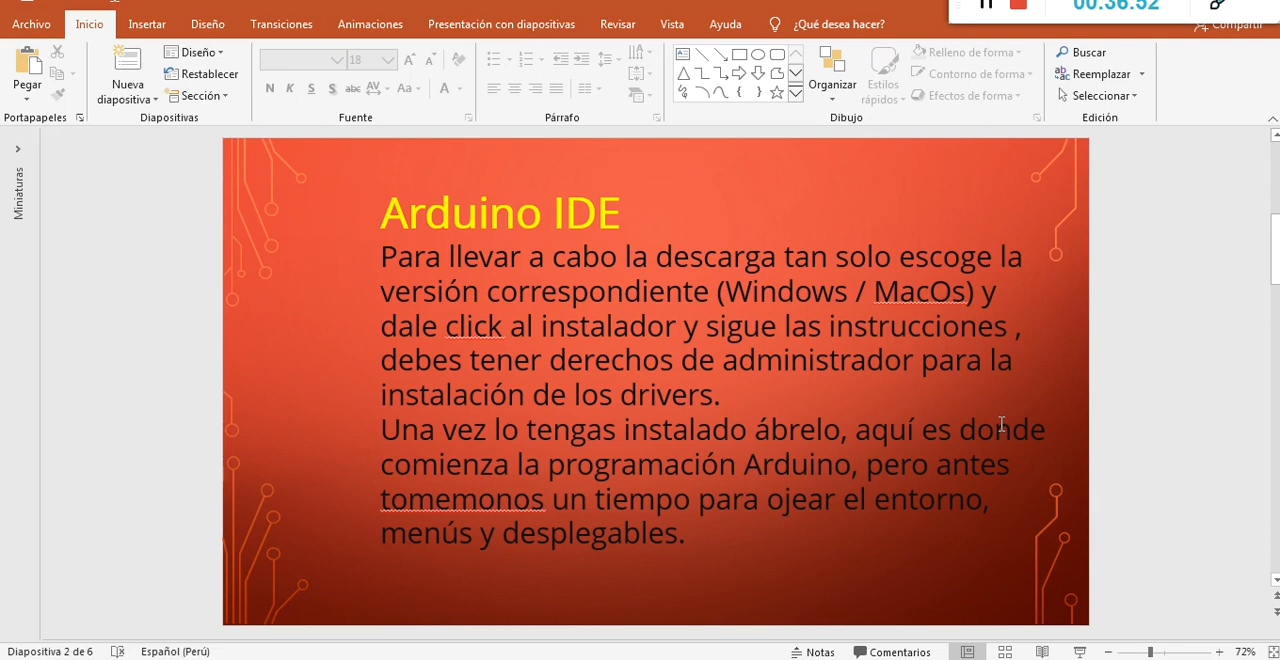 00:36:52
Archivo Inicio Insertar Diseño Transiciones Animaciones Presentación con diapositivas Revisar Vista Ayuda ¿Qué desea hacer? Compartir
Pegar
Portapapeles
Nueva diapositiva
Diseño
Restablecer
Sección
Diapositivas
18
N K S S abc AV Aa A
Fuente
Párrafo
Organizar
Estilos rápidos
Relleno de forma
Contorno de forma
Efectos de forma
Dibujo
Buscar
Reemplazar
Seleccionar
Edición
Miniaturas
Arduino IDE
Para llevar a cabo la descarga tan solo escoge la
versión correspondiente (Windows / MacOs) y
dale click al instalador y sigue las instrucciones ,
debes tener derechos de administrador para la
instalación de los drivers.
Una vez lo tengas instalado ábrelo, aquí es donde
comienza la programación Arduino, pero antes
tomemonos un tiempo para ojear el entorno,
menús y desplegables.
Diapositiva 2 de 6 Español (Perú) Notas Comentarios 72%